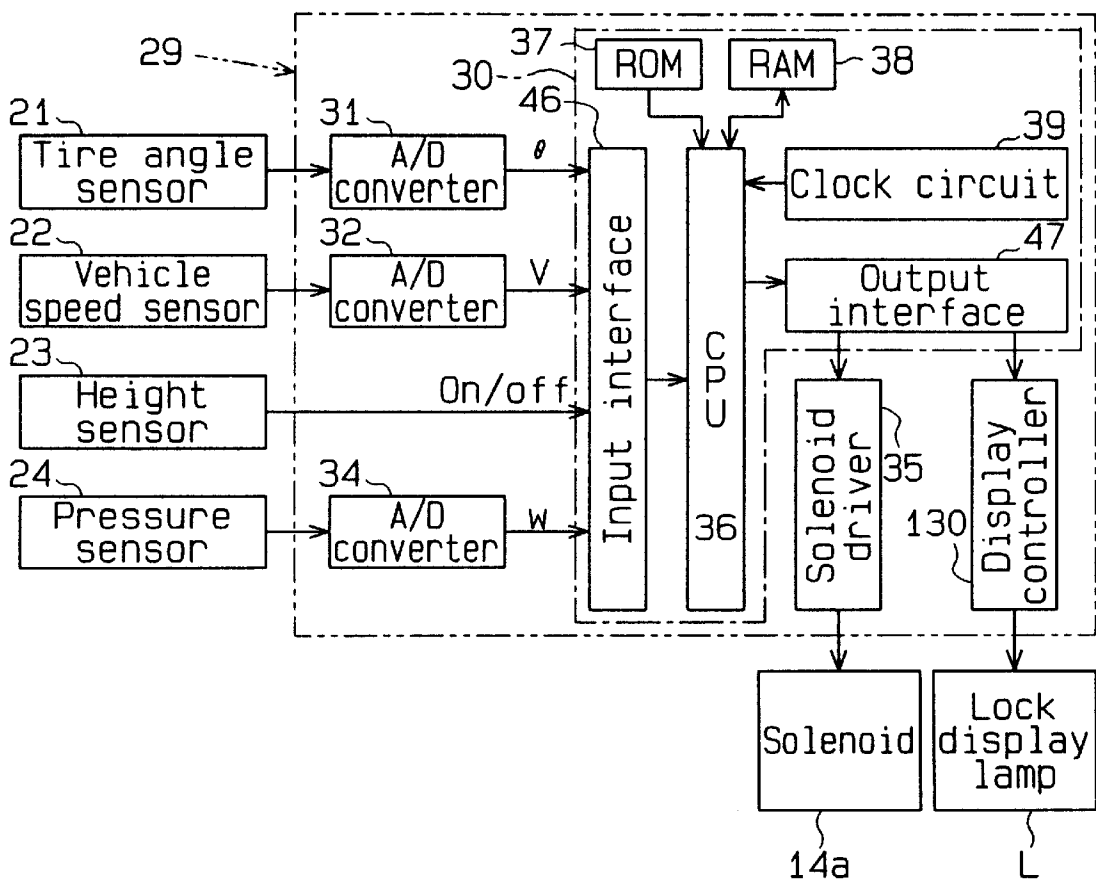 29
37
ROM
RAM
38
30
46
39
Clock circuit
21
Tire angle
sensor
31
A/D
converter
θ
22
Vehicle
speed sensor
32
A/D
converter
V
47
Output
interface
23
Height
sensor
On/off
24
Pressure
sensor
34
A/D
converter
W
Input interface
CPU
36
Solenoid
driver
35
Display
controller
130
Solenoid
14a
Lock
display
lamp
L